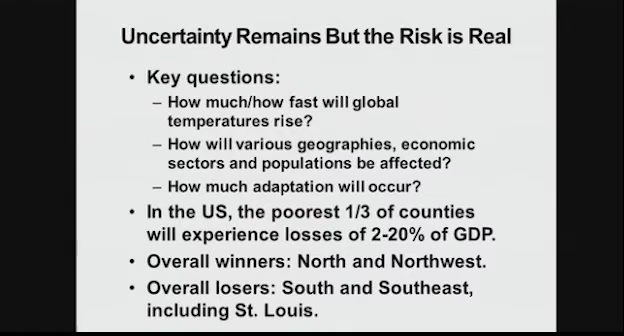 Uncertainty Remains But the Risk is Real
• Key questions:
– How much/how fast will global
temperatures rise?
– How will various geographies, economic
sectors and populations be affected?
– How much adaptation will occur?
• In the US, the poorest 1/3 of counties
will experience losses of 2-20% of GDP.
• Overall winners: North and Northwest.
• Overall losers: South and Southeast,
including St. Louis.